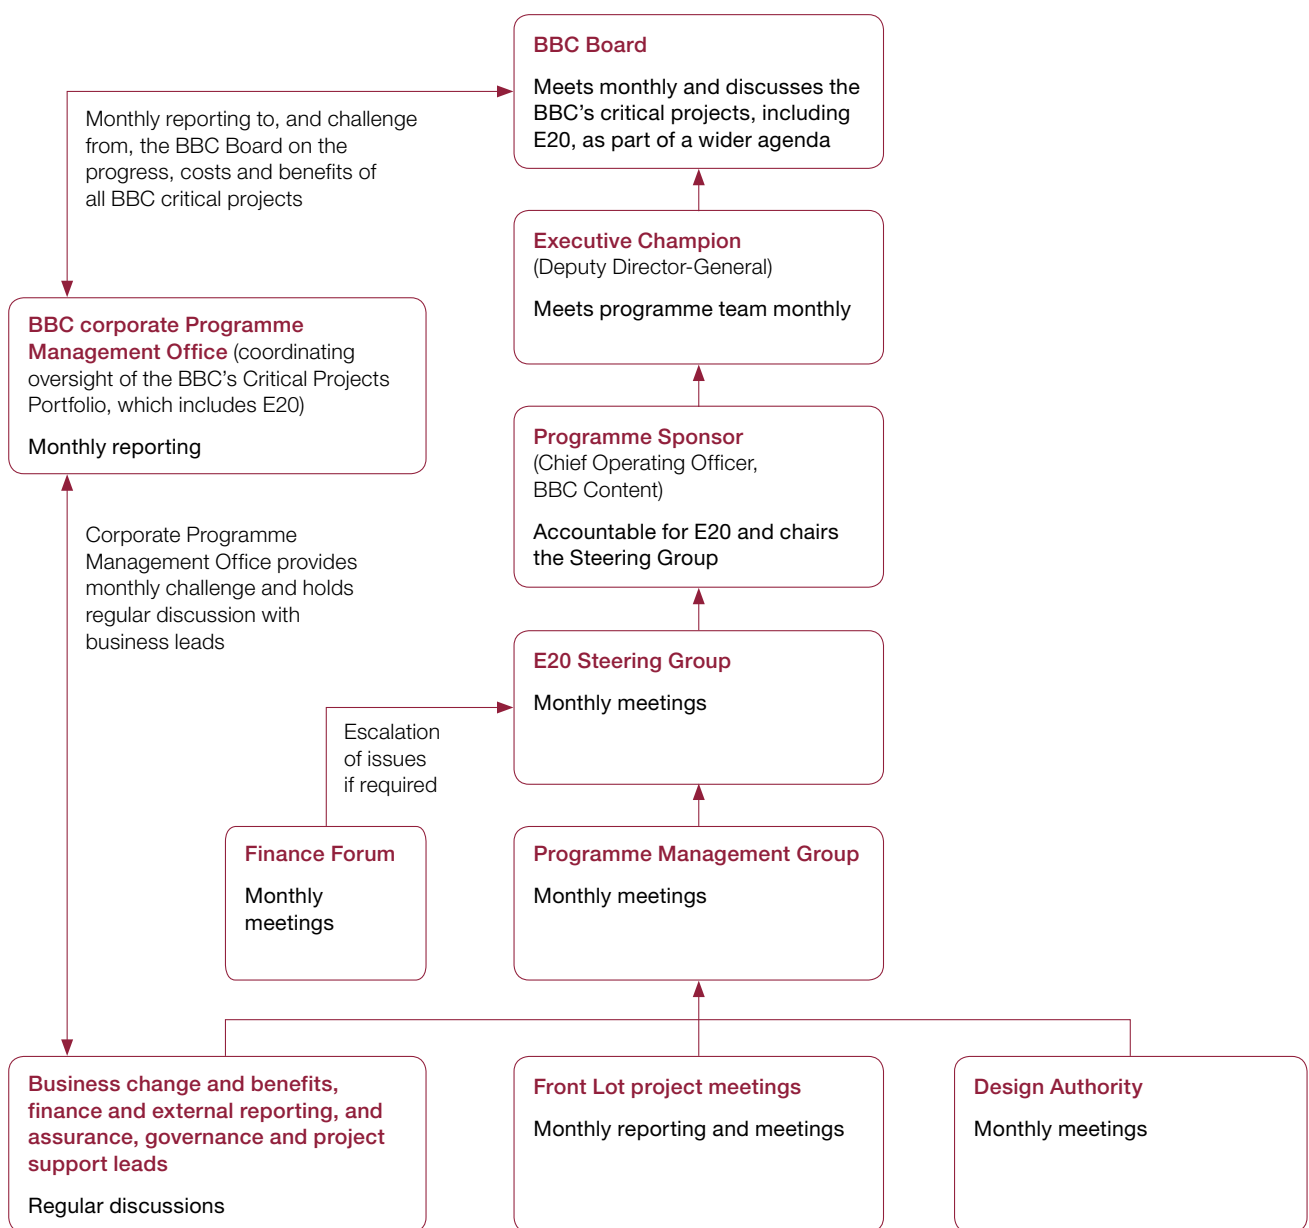 BBC Board
Meets monthly and discusses the
BBC’s critical projects, including
E20, as part of a wider agenda
Monthly reporting to, and challenge
from, the BBC Board on the
progress, costs and benefits of
all BBC critical projects
Executive Champion
(Deputy Director-General)
Meets programme team monthly
BBC corporate Programme
Management Office (coordinating
oversight of the BBC’s Critical Projects
Portfolio, which includes E20)
Monthly reporting
Programme Sponsor
(Chief Operating Officer,
BBC Content)
Accountable for E20 and chairs
the Steering Group
Corporate Programme
Management Office provides
monthly challenge and holds
regular discussion with
business leads
E20 Steering Group
Monthly meetings
Escalation
of issues
if required
Finance Forum
Monthly
meetings
Programme Management Group
Monthly meetings
Business change and benefits,
finance and external reporting, and
assurance, governance and project
support leads
Regular discussions
Front Lot project meetings
Monthly reporting and meetings
Design Authority
Monthly meetings